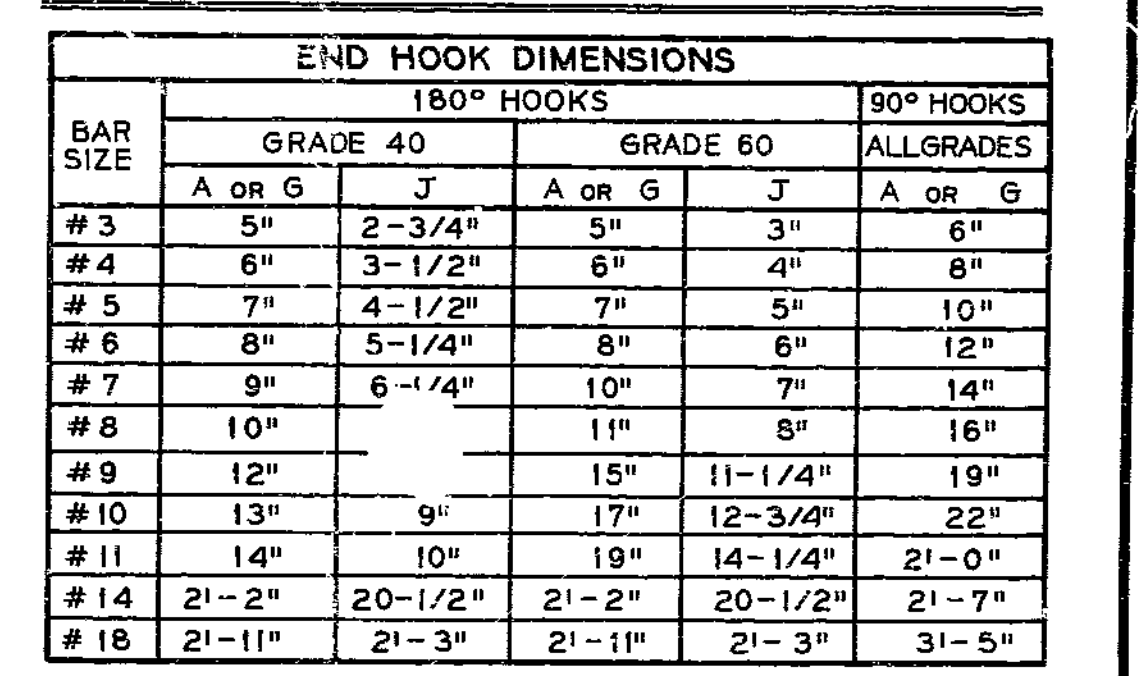 END HOOK DIMENSIONS
BAR SIZE 180° HOOKS 90° HOOKS
GRADE 40 GRADE 60 ALL GRADES
A OR G J A OR G J A OR G
#3 5" 2-3/4" 5" 3" 6"
#4 6" 3-1/2" 6" 4" 8"
#5 7" 4-1/2" 7" 5" 10"
#6 8" 5-1/4" 8" 6" 12"
#7 9" 6-1/4" 10" 7" 14"
#8 10" 11" 8" 16"
#9 12" 15" 11-1/4" 19"
#10 13" 9" 17" 12-3/4" 22"
#11 14" 10" 19" 14-1/4" 2'-0"
#14 2'-2" 20-1/2" 2'-2" 20-1/2" 2'-7"
#18 2'-11" 2'-3" 2'-11" 2'-3" 3'-5"